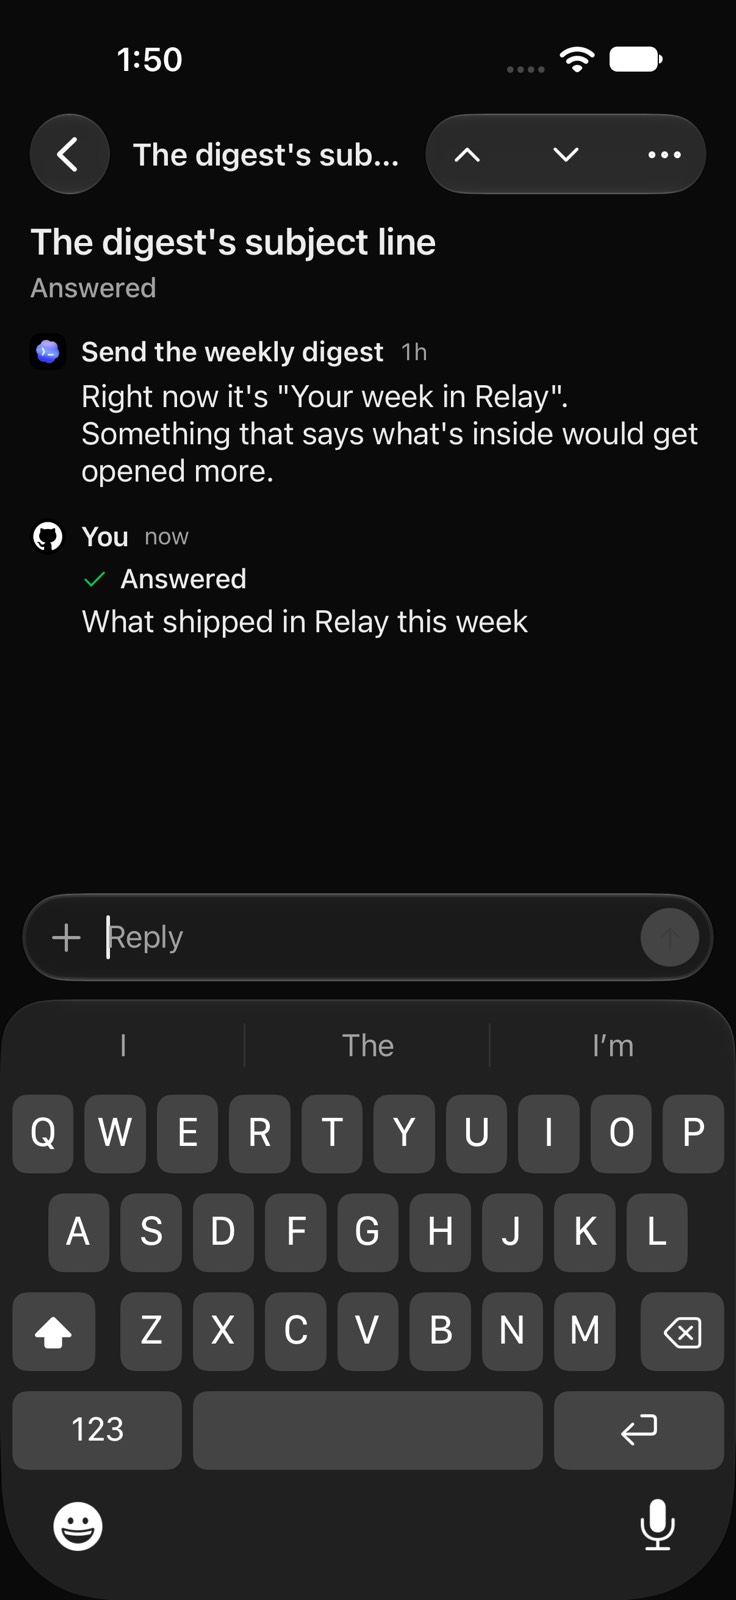 1:50
The digest's sub...
The digest's subject line
Answered
Send the weekly digest 1h
Right now it's "Your week in Relay".
Something that says what's inside would get
opened more.
You now
Answered
What shipped in Relay this week
Reply
I The I'm
Q W E R T Y U I O P
A S D F G H J K L
Z X C V B N M
123